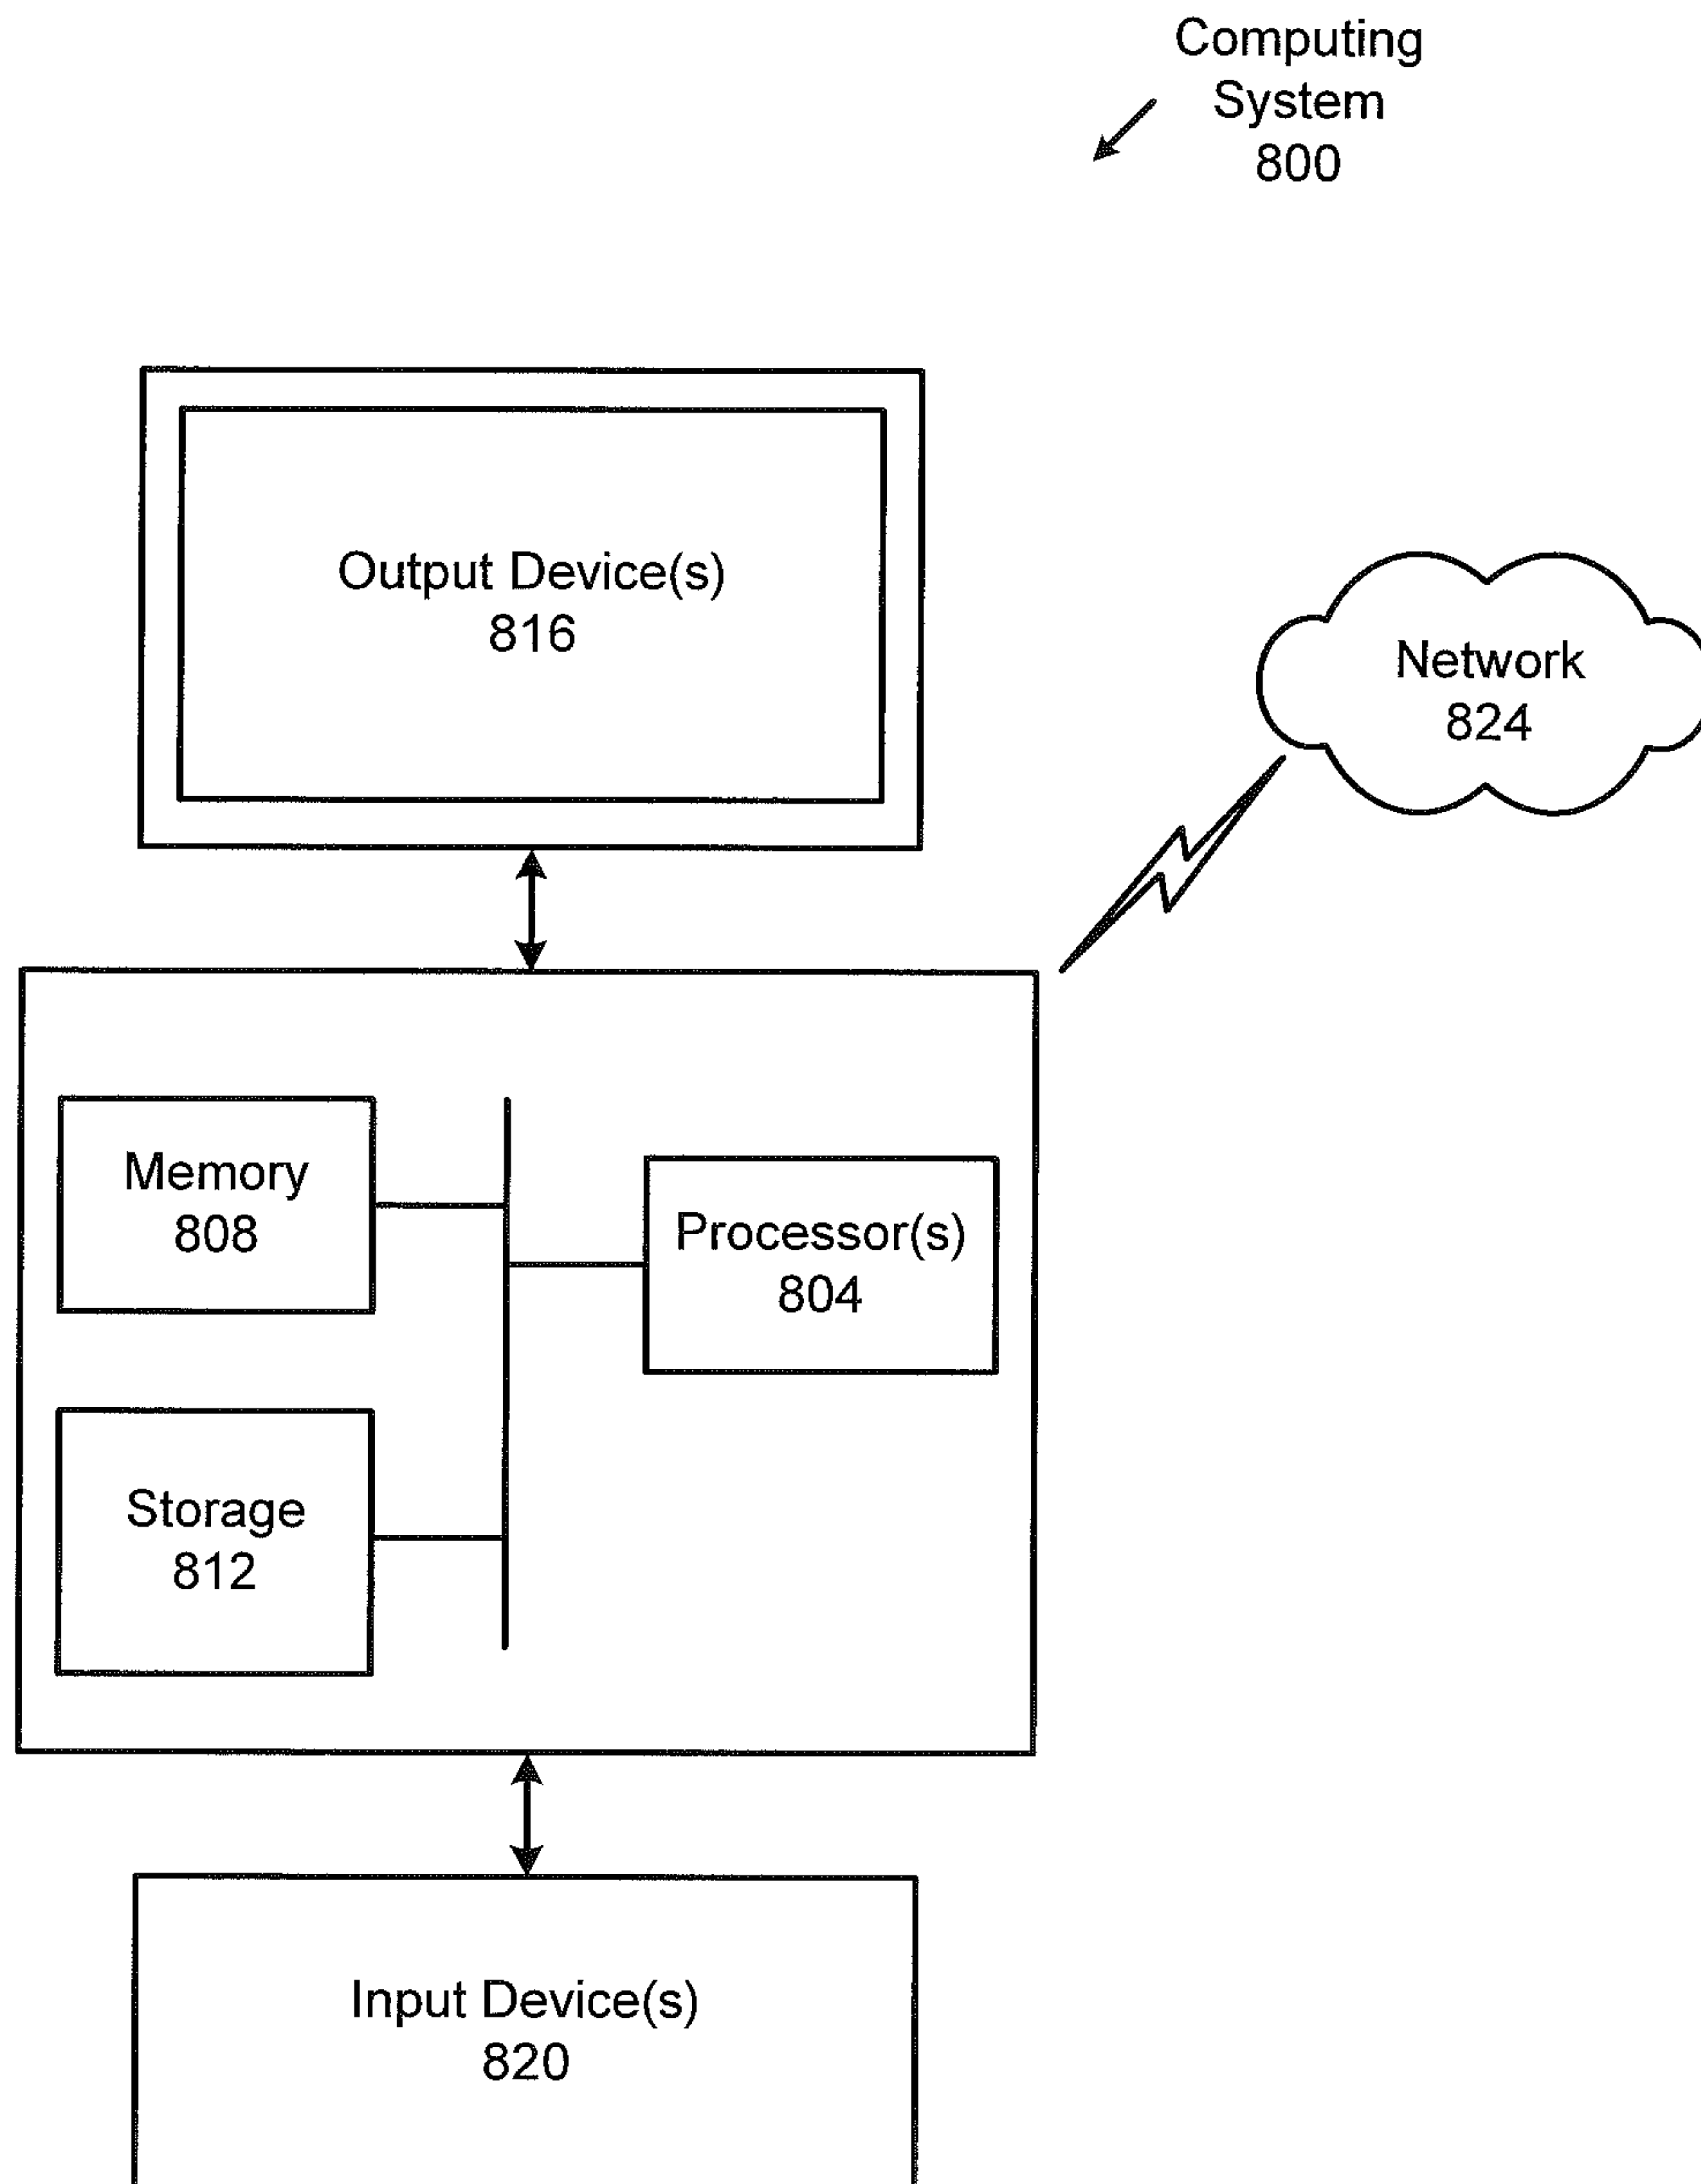 Computing
System
800
Output Device(s)
816
Network
824
Memory
808
Processor(s)
804
Storage
812
Input Device(s)
820